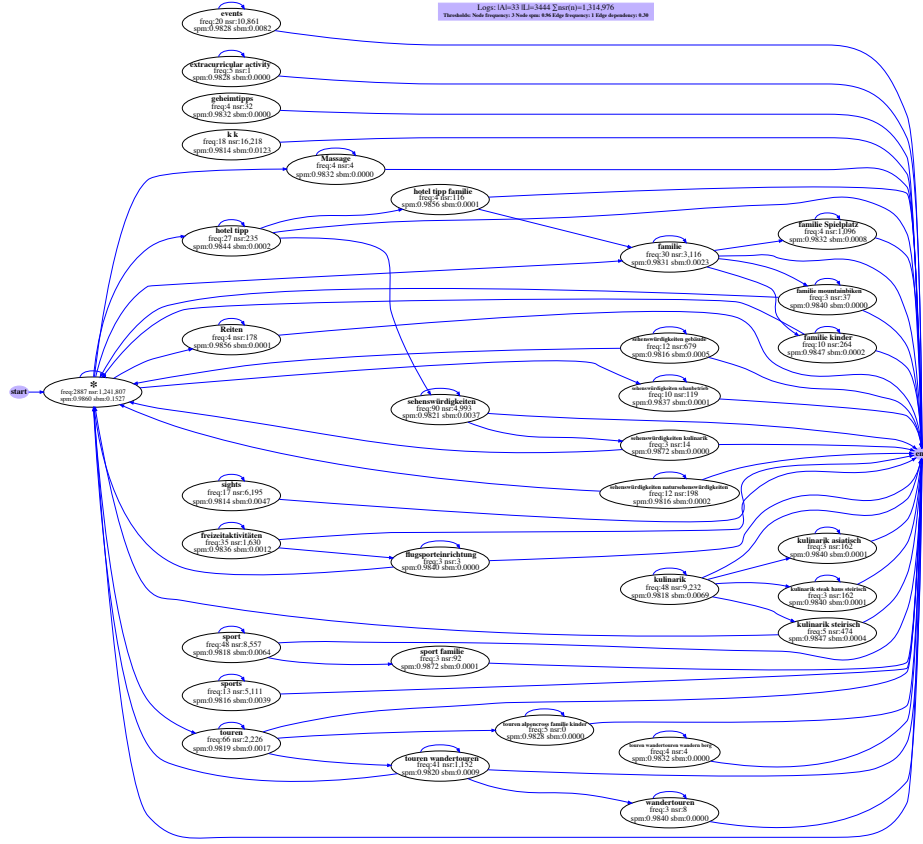 Logs: |A|=33 |L|=3444 ∑nsr(n)=1,314,976
Thresholds: Node frequency: 3 Node spm: 0.96 Edge frequency: 1 Edge dependency: 0.30
events
freq:20 nsr:10,861
spm:0.9828 sbm:0.0082
extracurricular activity
freq:5 nsr:1
spm:0.9828 sbm:0.0000
geheimtipps
freq:4 nsr:32
spm:0.9832 sbm:0.0000
k k
freq:18 nsr:16,218
spm:0.9814 sbm:0.0123
Massage
freq:4 nsr:4
spm:0.9832 sbm:0.0000
hotel tipp familie
freq:4 nsr:116
spm:0.9856 sbm:0.0001
hotel tipp
freq:27 nsr:235
spm:0.9844 sbm:0.0002
familie Spielplatz
freq:4 nsr:1,096
spm:0.9832 sbm:0.0008
familie
freq:30 nsr:3,116
spm:0.9831 sbm:0.0023
familie mountainbiken
freq:3 nsr:37
spm:0.9840 sbm:0.0000
Reiten
freq:4 nsr:178
spm:0.9856 sbm:0.0001
sehenswürdigkeiten gebäude
freq:12 nsr:679
spm:0.9816 sbm:0.0005
familie kinder
freq:10 nsr:264
spm:0.9847 sbm:0.0002
start
*
freq:2887 nsr:1,241,807
spm:0.9860 sbm:0.1527
sehenswürdigkeiten schaubetrieb
freq:10 nsr:119
spm:0.9837 sbm:0.0001
sehenswürdigkeiten
freq:90 nsr:4,993
spm:0.9821 sbm:0.0037
sehenswürdigkeiten kulinarik
freq:3 nsr:14
spm:0.9872 sbm:0.0000
en
sights
freq:17 nsr:6,195
spm:0.9814 sbm:0.0047
sehenswürdigkeiten natursehenswürdigkeiten
freq:12 nsr:198
spm:0.9816 sbm:0.0002
freizeitaktivitäten
freq:35 nsr:1,630
spm:0.9836 sbm:0.0012
flugsporteinrichtung
freq:3 nsr:3
spm:0.9840 sbm:0.0000
kulinarik asiatisch
freq:3 nsr:162
spm:0.9840 sbm:0.0001
kulinarik
freq:48 nsr:9,232
spm:0.9818 sbm:0.0069
kulinarik steak haus steirisch
freq:3 nsr:162
spm:0.9840 sbm:0.0001
kulinarik steirisch
freq:5 nsr:474
spm:0.9847 sbm:0.0004
sport
freq:48 nsr:8,557
spm:0.9818 sbm:0.0064
sport familie
freq:3 nsr:92
spm:0.9872 sbm:0.0001
sports
freq:13 nsr:5,111
spm:0.9816 sbm:0.0039
touren
freq:66 nsr:2,226
spm:0.9819 sbm:0.0017
touren alpencross familie kinder
freq:5 nsr:0
spm:0.9828 sbm:0.0000
touren wandertouren wandern berg
freq:4 nsr:4
spm:0.9832 sbm:0.0000
touren wandertouren
freq:41 nsr:1,152
spm:0.9820 sbm:0.0009
wandertouren
freq:3 nsr:8
spm:0.9840 sbm:0.0000